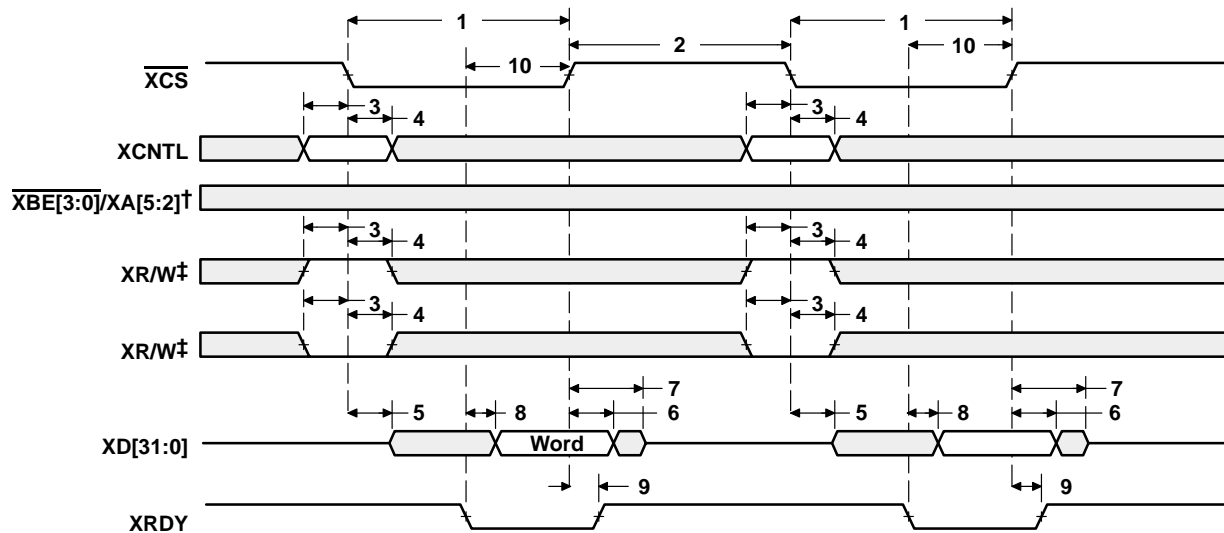 1 1
10 2 10
XCS
3 3
4 4
XCNTL
XBE[3:0]/XA[5:2]†
3 3
4 4
XR/W‡
3 3
4 4
XR/W‡
7 7
5 8 6 5 8 6
XD[31:0] Word
9 9
XRDY